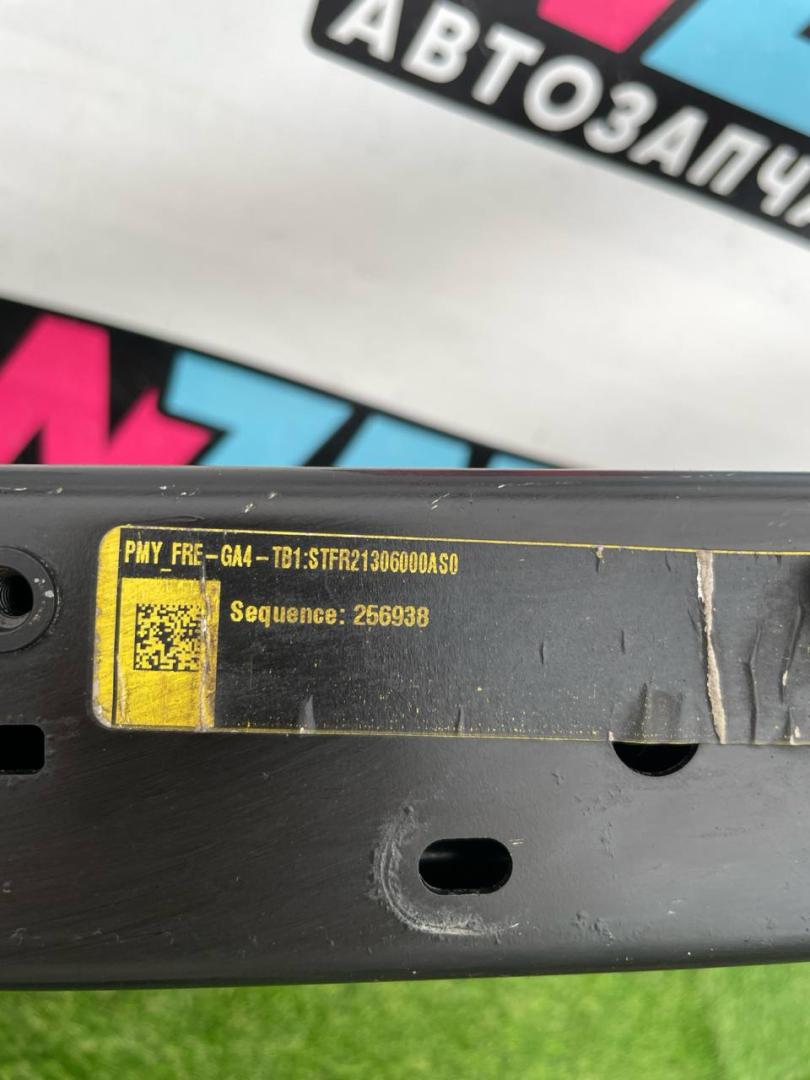 АВТОЗАПЧА
PMY_FRE-GA4-TB1:STFR21306000AS0
Sequence: 256938